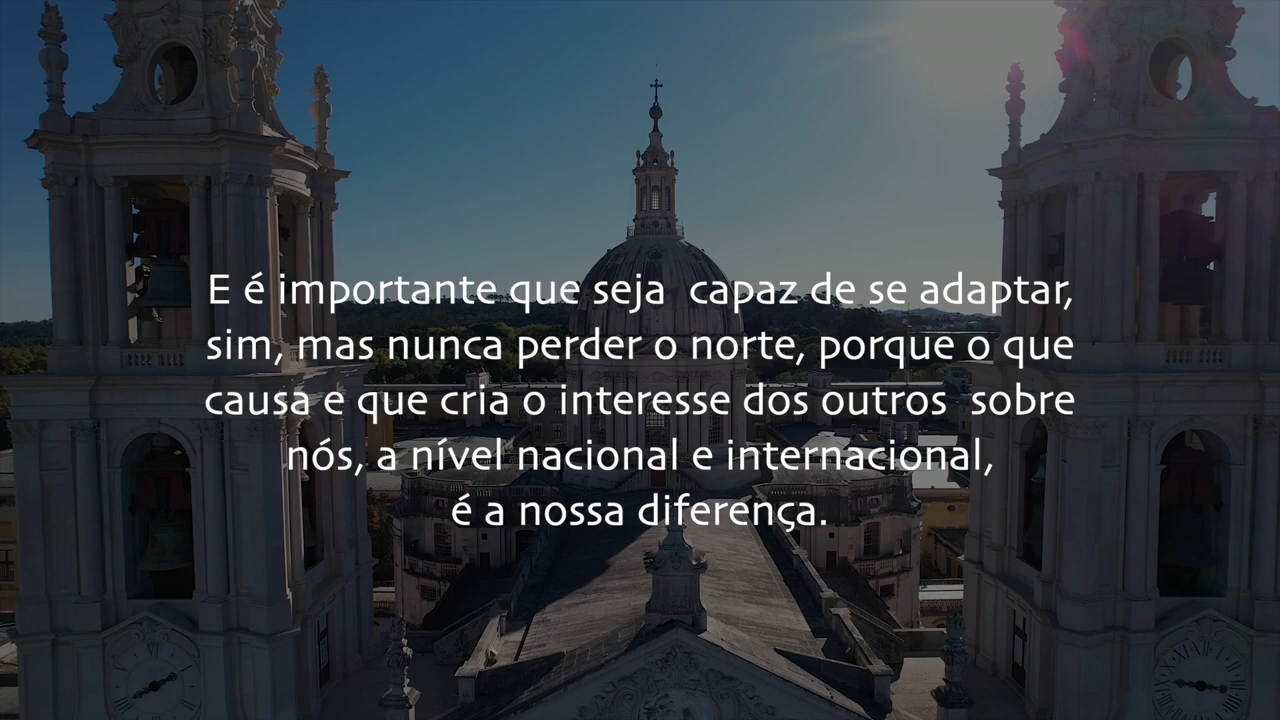 E é importante que seja  capaz de se adaptar,
sim, mas nunca perder o norte, porque o que
causa e que cria o interesse dos outros  sobre
nós, a nível nacional e internacional,
é a nossa diferença.